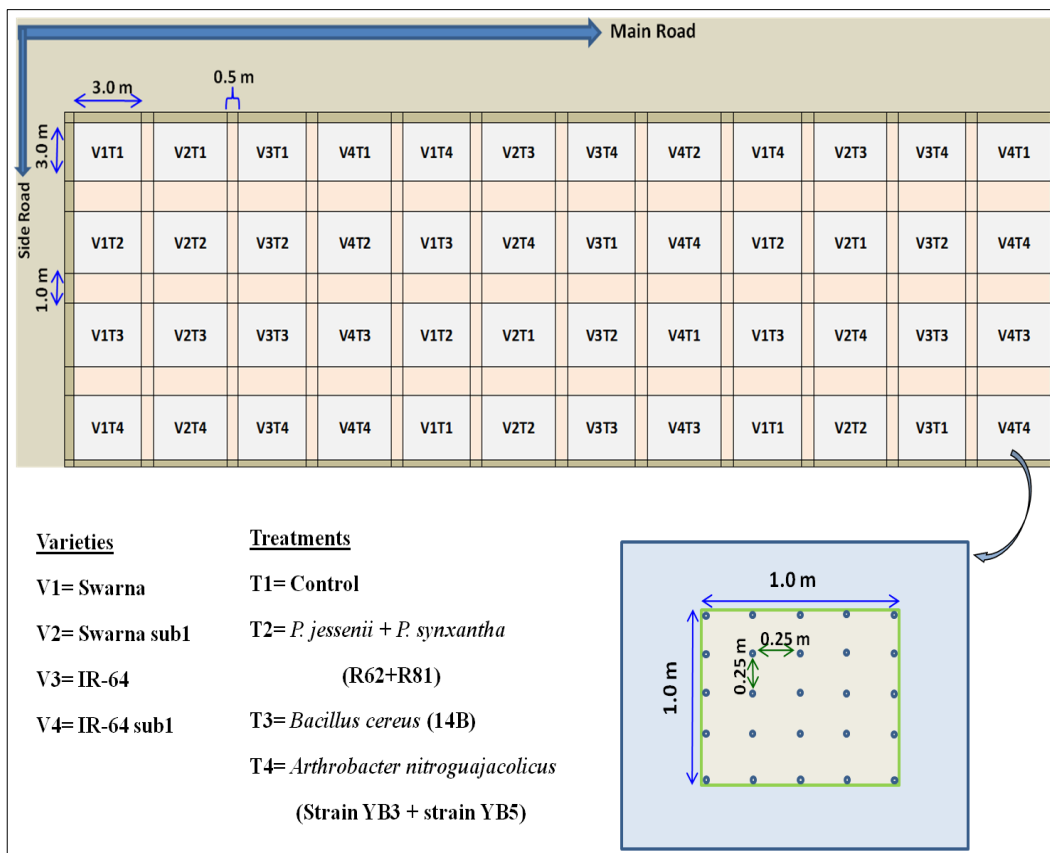 Main Road
0.5 m
3.0 m
3.0 m
Side Road
1.0 m
V1T1 V2T1 V3T1 V4T1 V1T4 V2T3 V3T4 V4T2 V1T4 V2T3 V3T4 V4T1
V1T2 V2T2 V3T2 V4T2 V1T3 V2T4 V3T1 V4T4 V1T2 V2T1 V3T2 V4T4
V1T3 V2T3 V3T3 V4T3 V1T2 V2T1 V3T2 V4T1 V1T3 V2T4 V3T3 V4T3
V1T4 V2T4 V3T4 V4T4 V1T1 V2T2 V3T3 V4T3 V1T1 V2T2 V3T1 V4T4
Varieties
V1= Swarna
V2= Swarna sub1
V3= IR-64
V4= IR-64 sub1
Treatments
T1= Control
T2= P. jessenii + P. synxantha
(R62+R81)
T3= Bacillus cereus (14B)
T4= Arthrobacter nitroguajacolicus
(Strain YB3 + strain YB5)
1.0 m
0.25 m
0.25 m
1.0 m